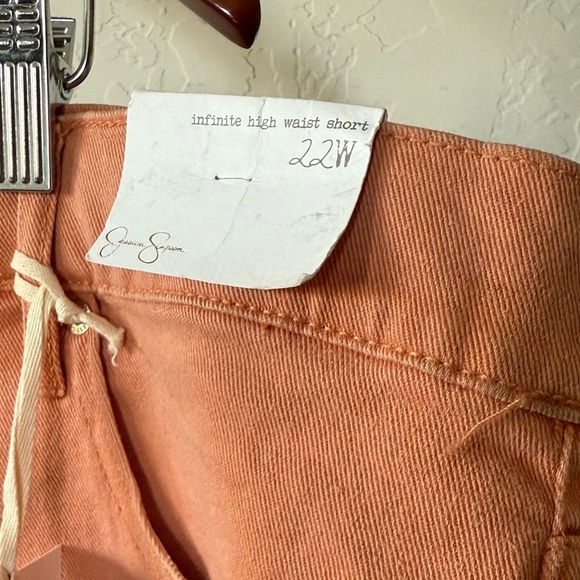 infinite high waist short
22W
Jessica Simpson